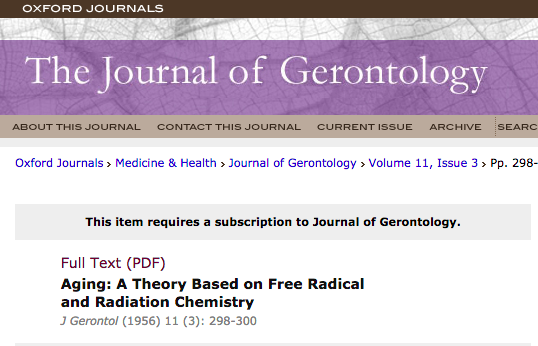 OXFORD JOURNALS
The Journal of Gerontology
ABOUT THIS JOURNAL CONTACT THIS JOURNAL CURRENT ISSUE ARCHIVE SEARC
Oxford Journals > Medicine & Health > Journal of Gerontology > Volume 11, Issue 3 > Pp. 298-
This item requires a subscription to Journal of Gerontology.
Full Text (PDF)
Aging: A Theory Based on Free Radical
and Radiation Chemistry
J Gerontol (1956) 11 (3): 298-300